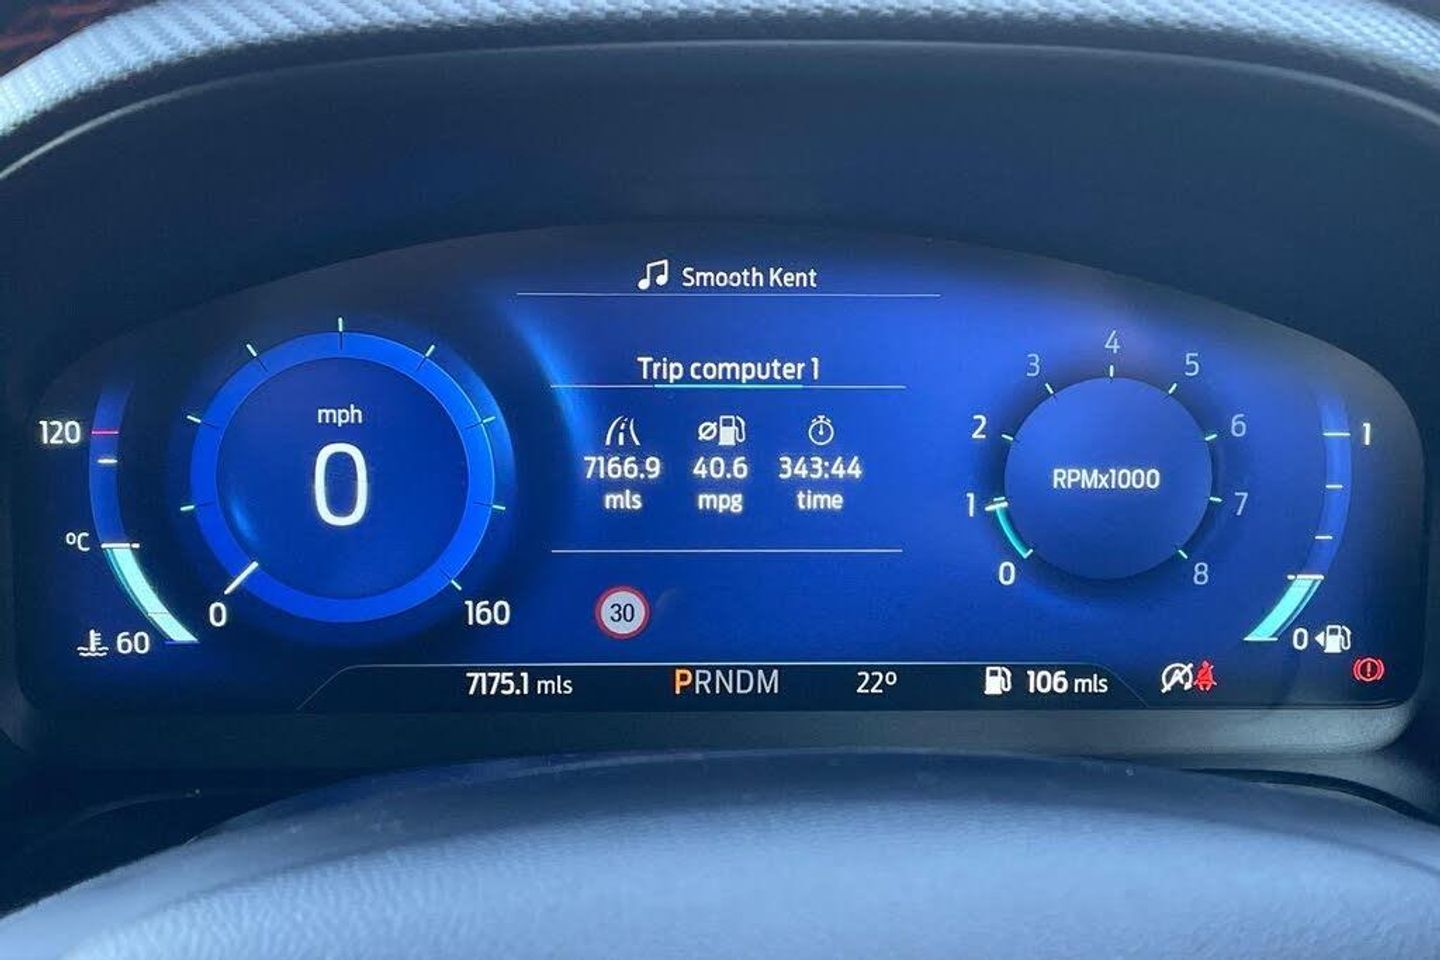 Smooth Kent
Trip computer 1
7166.9 40.6 343:44
mls mpg time
120
°C
60
mph
0
0 160
30
0 1 2 3 4 5 6 7 8
RPMx1000
1
0
7175.1 mls PRNDM 22° 106 mls